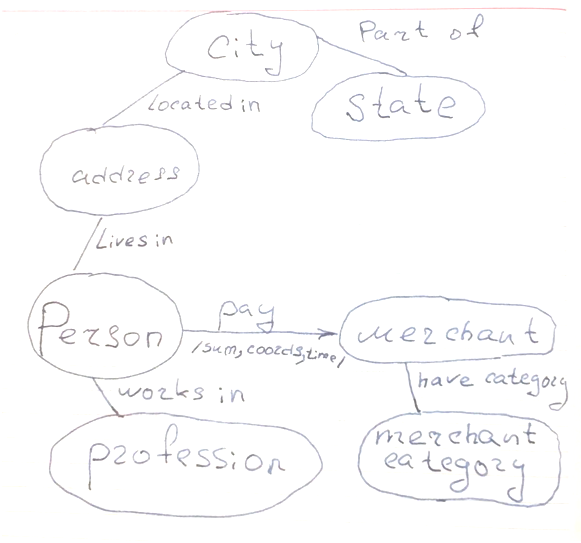 City
Part of
State
Located in
address
Lives in
Person
pay
/sum, coords, time/
merchant
works in
have category
profession
merchant
category